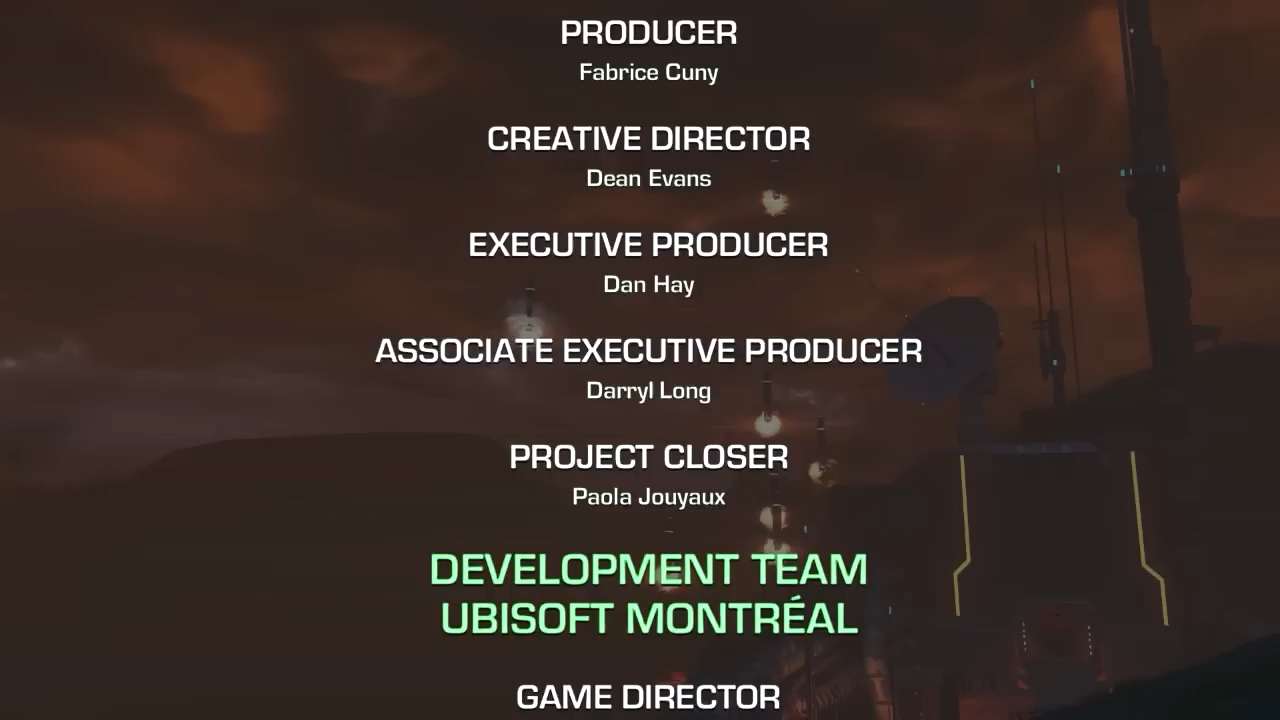 PRODUCER
Fabrice Cuny
CREATIVE DIRECTOR
Dean Evans
EXECUTIVE PRODUCER
Dan Hay
ASSOCIATE EXECUTIVE PRODUCER
Darryl Long
PROJECT CLOSER
Paola Jouyaux
DEVELOPMENT TEAM
UBISOFT MONTRÉAL
GAME DIRECTOR